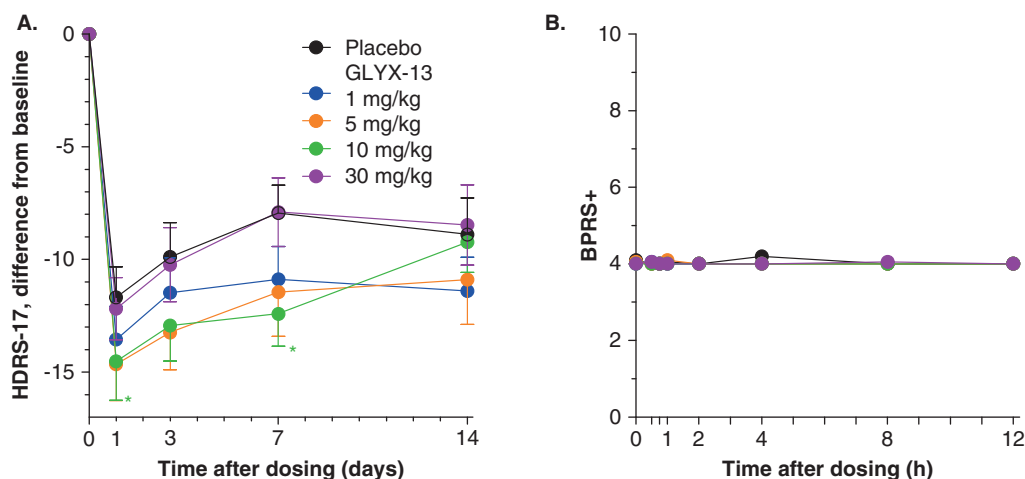 A.
HDRS-17, difference from baseline
0
-5
-10
-15
Placebo
GLYX-13
1 mg/kg
5 mg/kg
10 mg/kg
30 mg/kg
*
*
0 1 3 7 14
Time after dosing (days)
B.
BPRS+
10
8
6
4
2
0
0 1 2 4 8 12
Time after dosing (h)